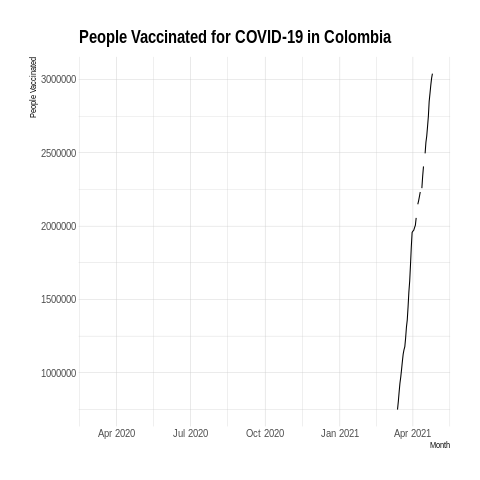 People Vaccinated for COVID-19 in Colombia
People Vaccinated
3000000
2500000
2000000
1500000
1000000
Apr 2020 Jul 2020 Oct 2020 Jan 2021 Apr 2021
Month